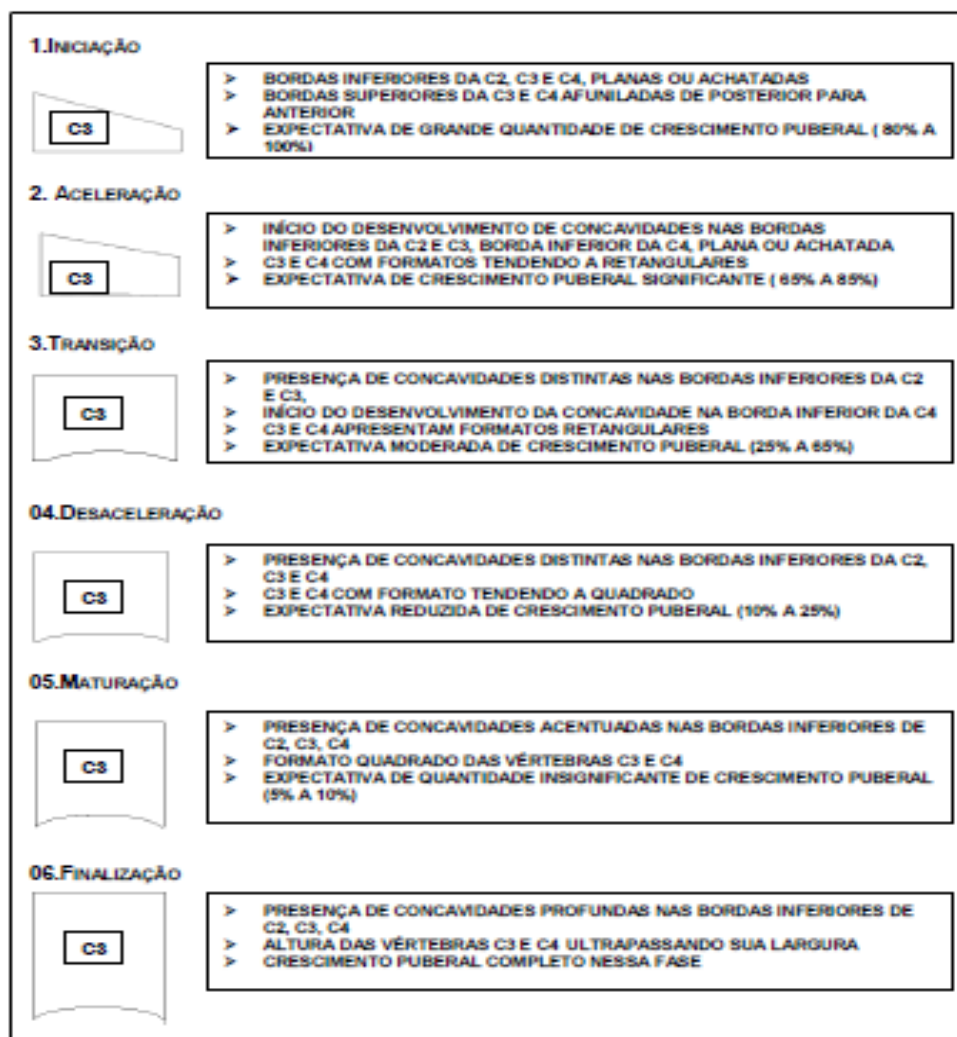 1.INICIAÇÃO
➤ BORDAS INFERIORES DA C2, C3 E C4, PLANAS OU ACHATADAS
➤ BORDAS SUPERIORES DA C3 E C4 AFUNILADAS DE POSTERIOR PARA
ANTERIOR
➤ EXPECTATIVA DE GRANDE QUANTIDADE DE CRESCIMENTO PUBERAL ( 80% A
100%)
C3
2. ACELERAÇÃO
➤ INÍCIO DO DESENVOLVIMENTO DE CONCAVIDADES NAS BORDAS
INFERIORES DA C2 E C3, BORDA INFERIOR DA C4, PLANA OU ACHATADA
➤ C3 E C4 COM FORMATOS TENDENDO A RETANGULARES
➤ EXPECTATIVA DE CRESCIMENTO PUBERAL SIGNIFICANTE ( 65% A 85%)
C3
3.TRANSIÇÃO
➤ PRESENÇA DE CONCAVIDADES DISTINTAS NAS BORDAS INFERIORES DA C2
E C3,
➤ INÍCIO DO DESENVOLVIMENTO DA CONCAVIDADE NA BORDA INFERIOR DA C4
➤ C3 E C4 APRESENTAM FORMATOS RETANGULARES
➤ EXPECTATIVA MODERADA DE CRESCIMENTO PUBERAL (25% A 65%)
C3
04.DESACELERAÇÃO
➤ PRESENÇA DE CONCAVIDADES DISTINTAS NAS BORDAS INFERIORES DA C2,
C3 E C4
➤ C3 E C4 COM FORMATO TENDENDO A QUADRADO
➤ EXPECTATIVA REDUZIDA DE CRESCIMENTO PUBERAL (10% A 25%)
C3
05.MATURAÇÃO
➤ PRESENÇA DE CONCAVIDADES ACENTUADAS NAS BORDAS INFERIORES DE
C2, C3, C4
➤ FORMATO QUADRADO DAS VÉRTEBRAS C3 E C4
➤ EXPECTATIVA DE QUANTIDADE INSIGNIFICANTE DE CRESCIMENTO PUBERAL
(5% A 10%)
C3
06.FINALIZAÇÃO
➤ PRESENÇA DE CONCAVIDADES PROFUNDAS NAS BORDAS INFERIORES DE
C2, C3, C4
➤ ALTURA DAS VÉRTEBRAS C3 E C4 ULTRAPASSANDO SUA LARGURA
➤ CRESCIMENTO PUBERAL COMPLETO NESSA FASE
C3